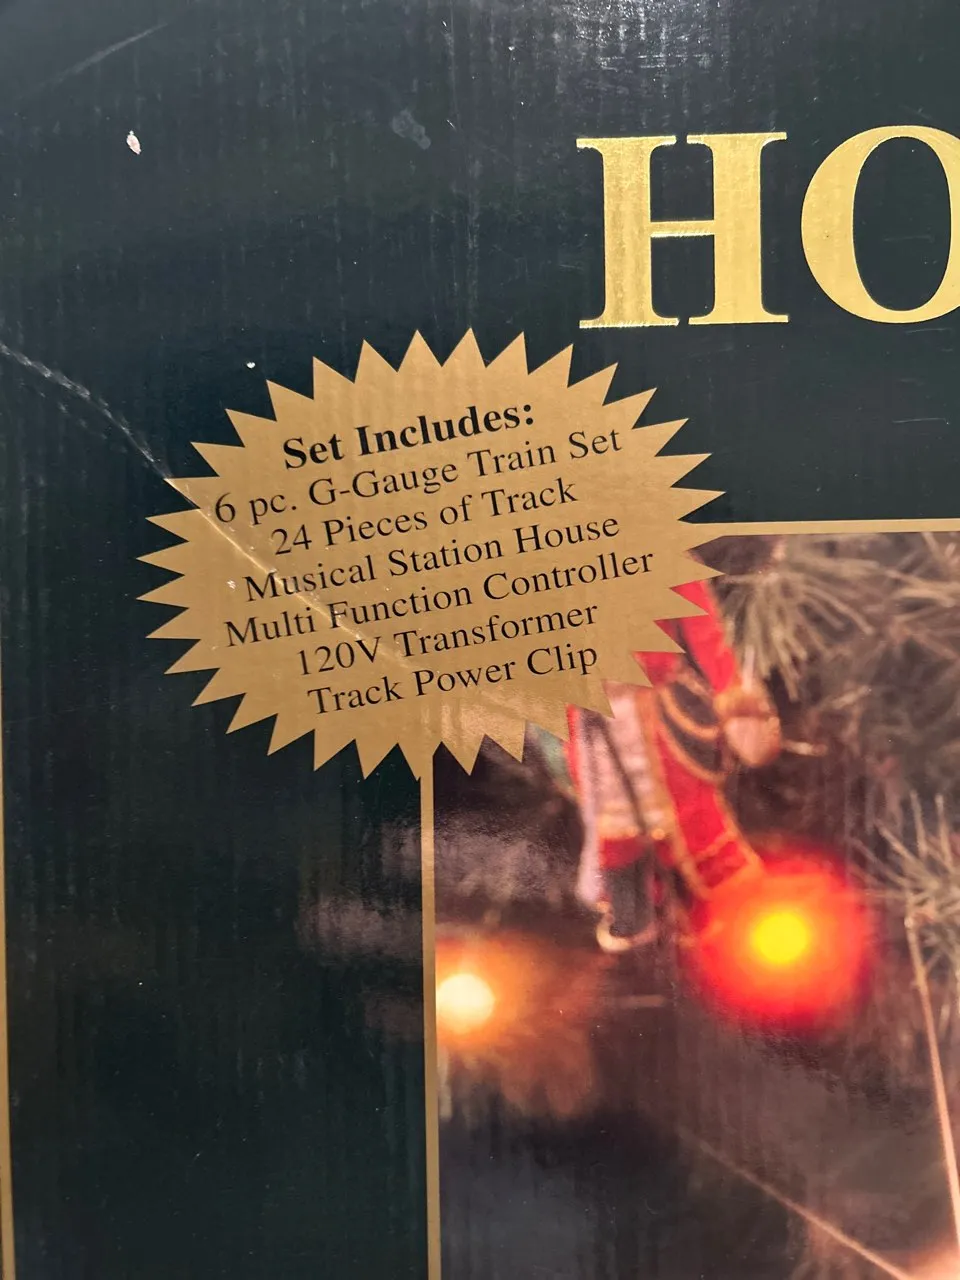 HO
Set Includes:
6 pc. G-Gauge Train Set
24 Pieces of Track
Musical Station House
Multi Function Controller
120V Transformer
Track Power Clip